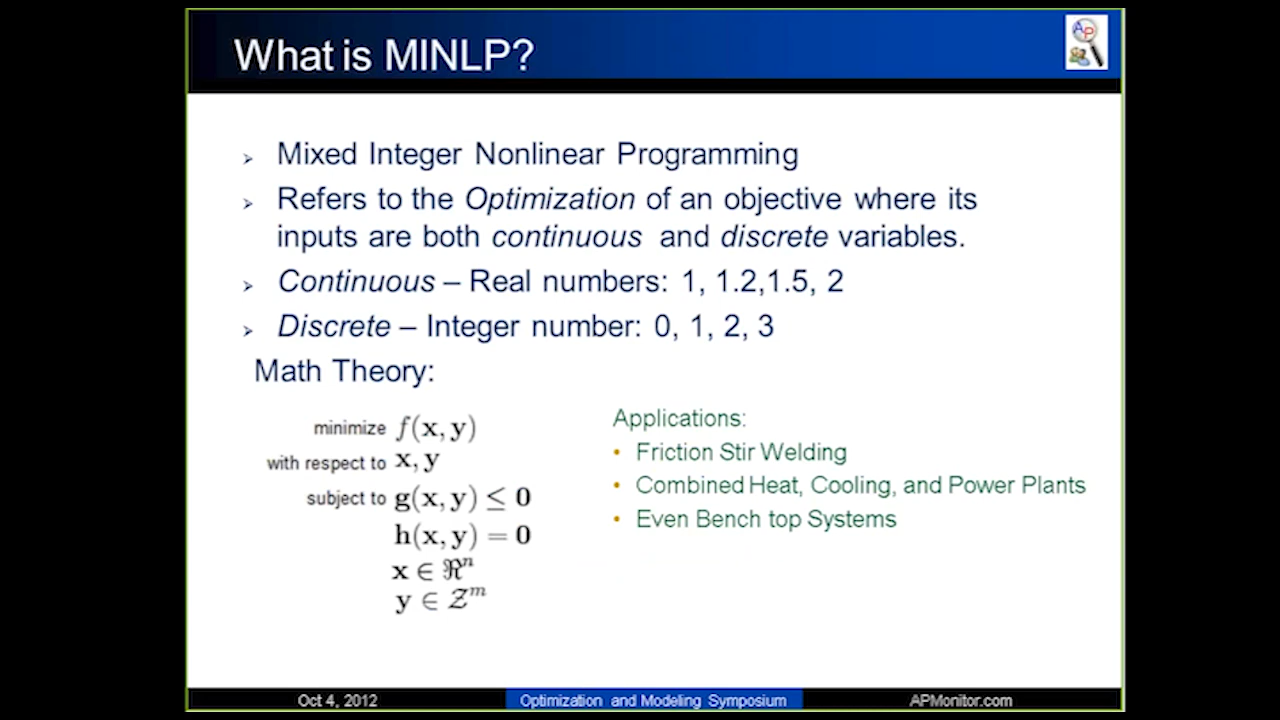 What is MINLP?
AP
Mixed Integer Nonlinear Programming
Refers to the Optimization of an objective where its
inputs are both continuous and discrete variables.
Continuous – Real numbers: 1, 1.2,1.5, 2
Discrete – Integer number: 0, 1, 2, 3
Math Theory:
minimize f(x, y)
with respect to x, y
subject to g(x, y) ≤ 0
h(x, y) = 0
x ∈ ℜⁿ
y ∈ 𝒵ᵐ
Applications:
• Friction Stir Welding
• Combined Heat, Cooling, and Power Plants
• Even Bench top Systems
Oct 4, 2012
Optimization and Modeling Symposium
APMonitor.com